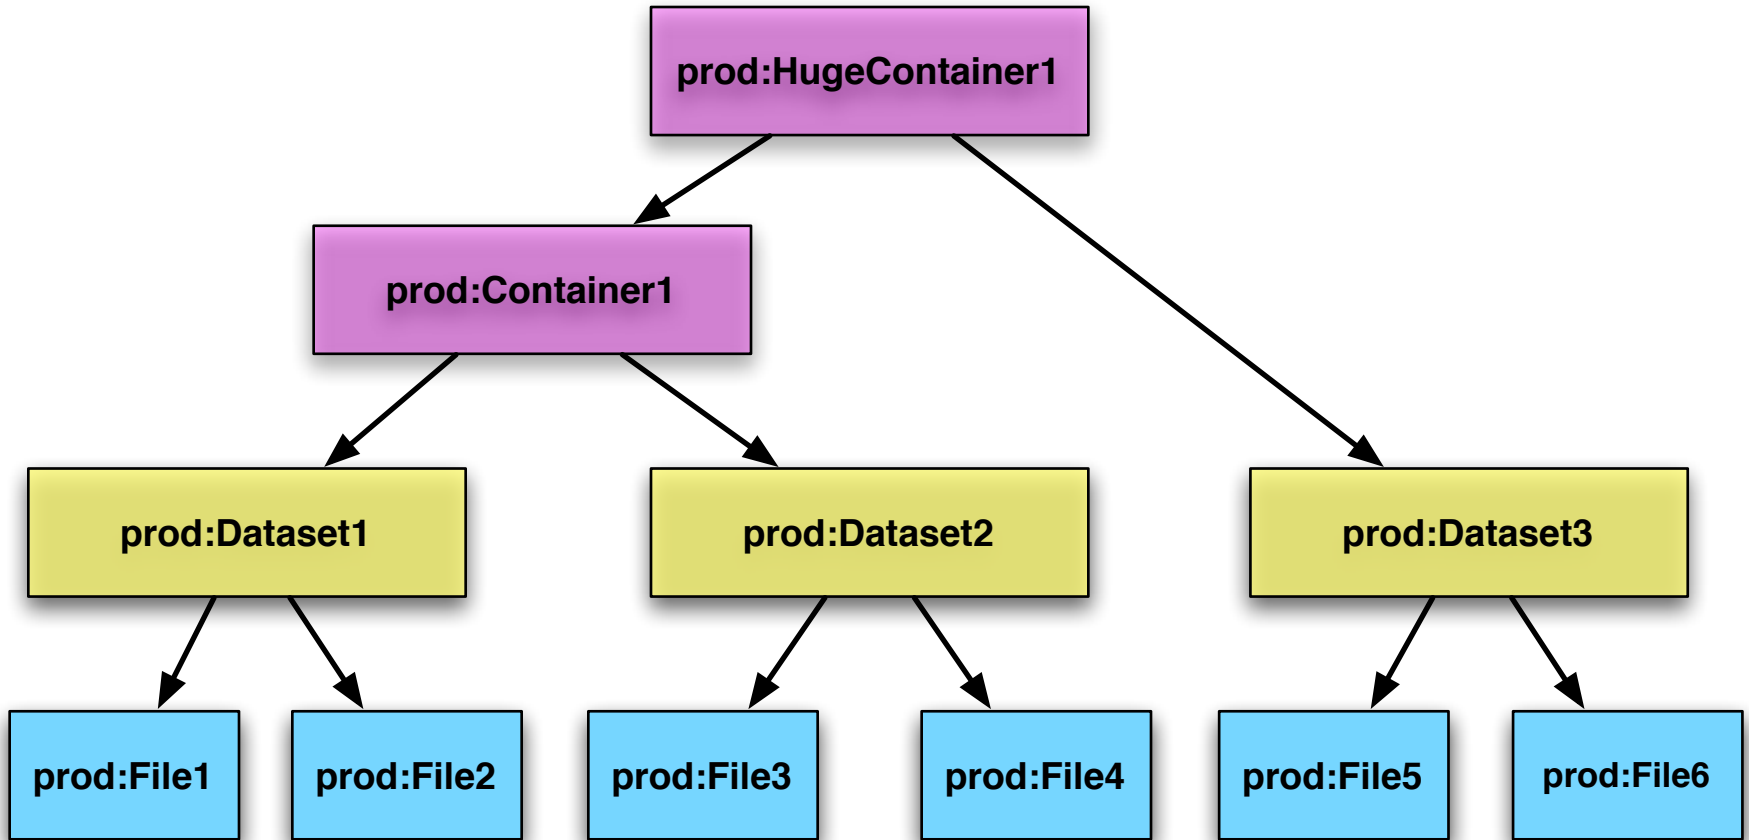 prod:HugeContainer1
prod:Container1
prod:Dataset1
prod:Dataset2
prod:Dataset3
prod:File1
prod:File2
prod:File3
prod:File4
prod:File5
prod:File6